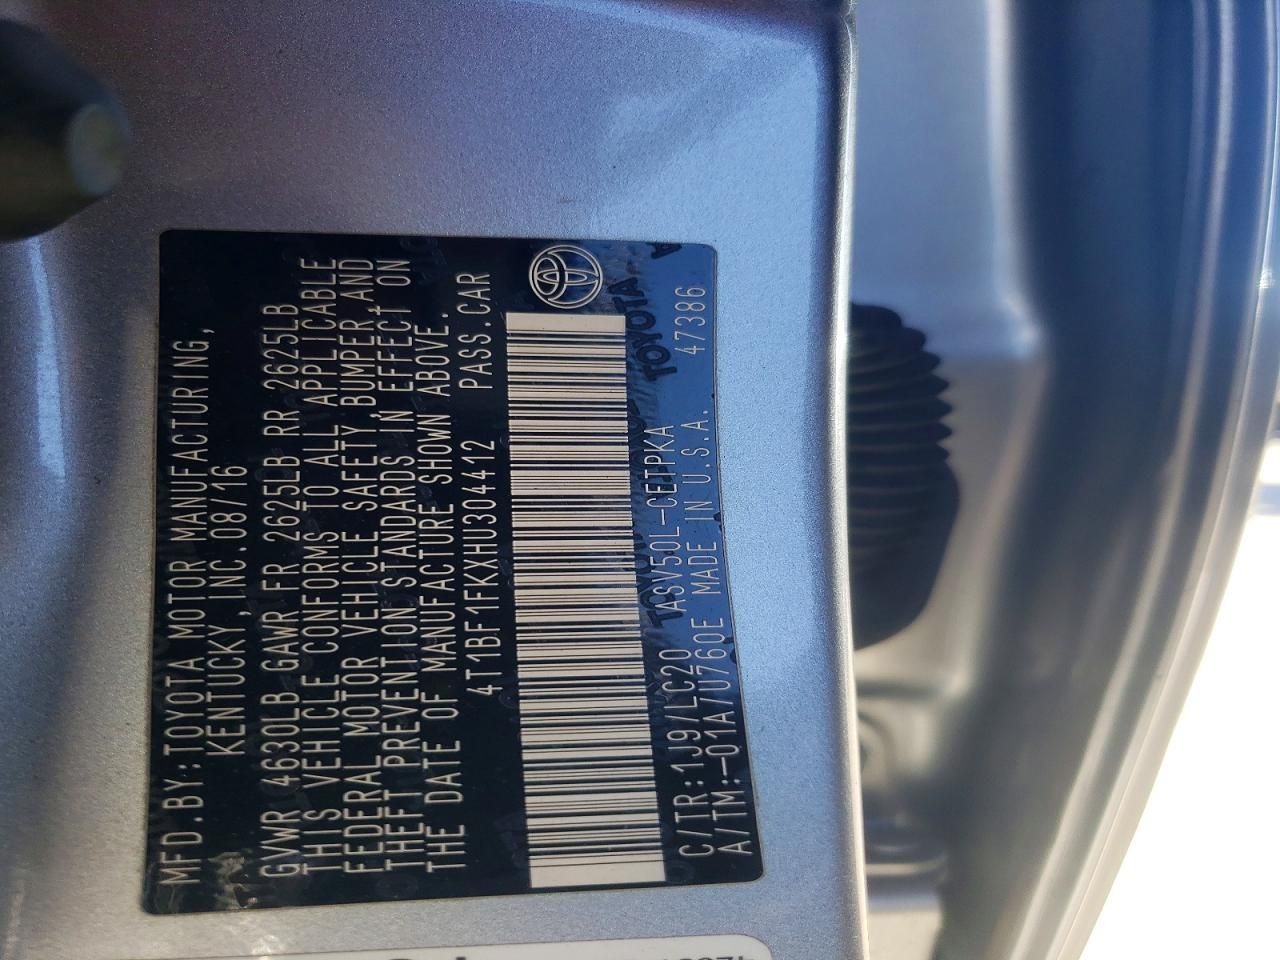 MFD.BY:TOYOTA MOTOR MANUFACTURING,
KENTUCKY, INC.08/16
GVWR 4630LB GAWR FR 2625LB RR 2625LB
THIS VEHICLE CONFORMS TO ALL APPLICABLE
FEDERAL MOTOR VEHICLE SAFETY,BUMPER,AND
THEFT PREVENTION STANDARDS IN EFFECT ON
THE DATE OF MANUFACTURE SHOWN ABOVE.
4T1BF1FKXHU304412 PASS.CAR
C/TR:1J9/LC20 ASV50L-CETPKA
A/TM:-01A/U760E MADE IN U.S.A. 47386
TOYOTA